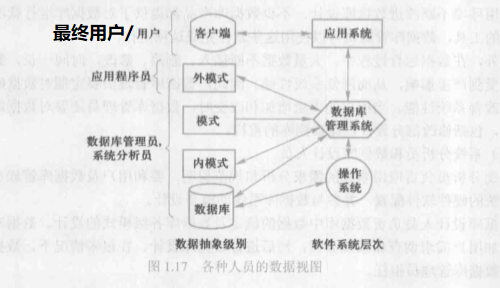 最终用户/用户
客户端
应用系统
应用程序员
外模式
模式
数据库
管理系统
数据库管理员,
系统分析员
内模式
操作
系统
数据库
数据抽象级别
软件系统层次
图 1.17 各种人员的数据视图